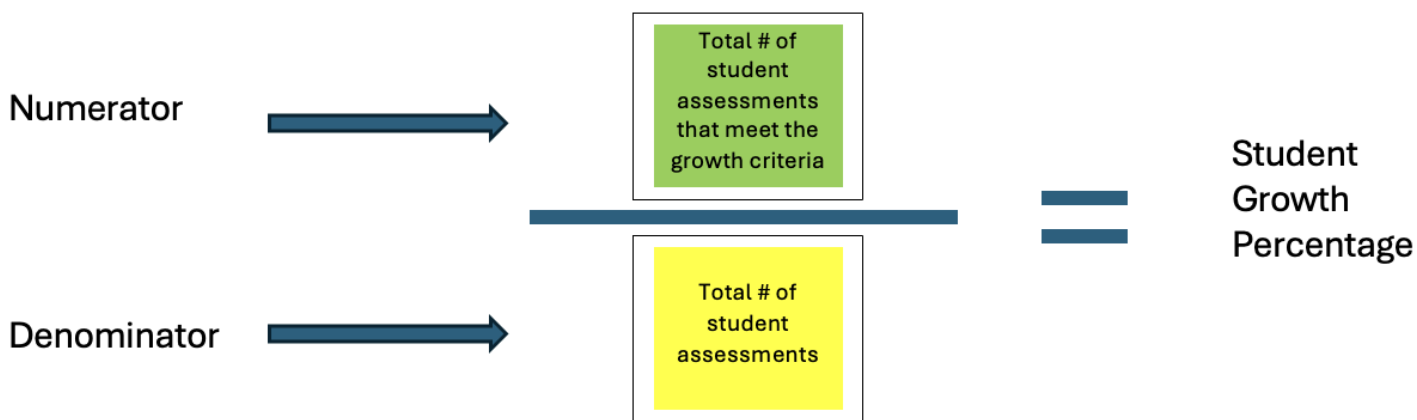 Numerator
Total # of
student
assessments
that meet the
growth criteria
Student
Growth
Percentage
Denominator
Total # of
student
assessments